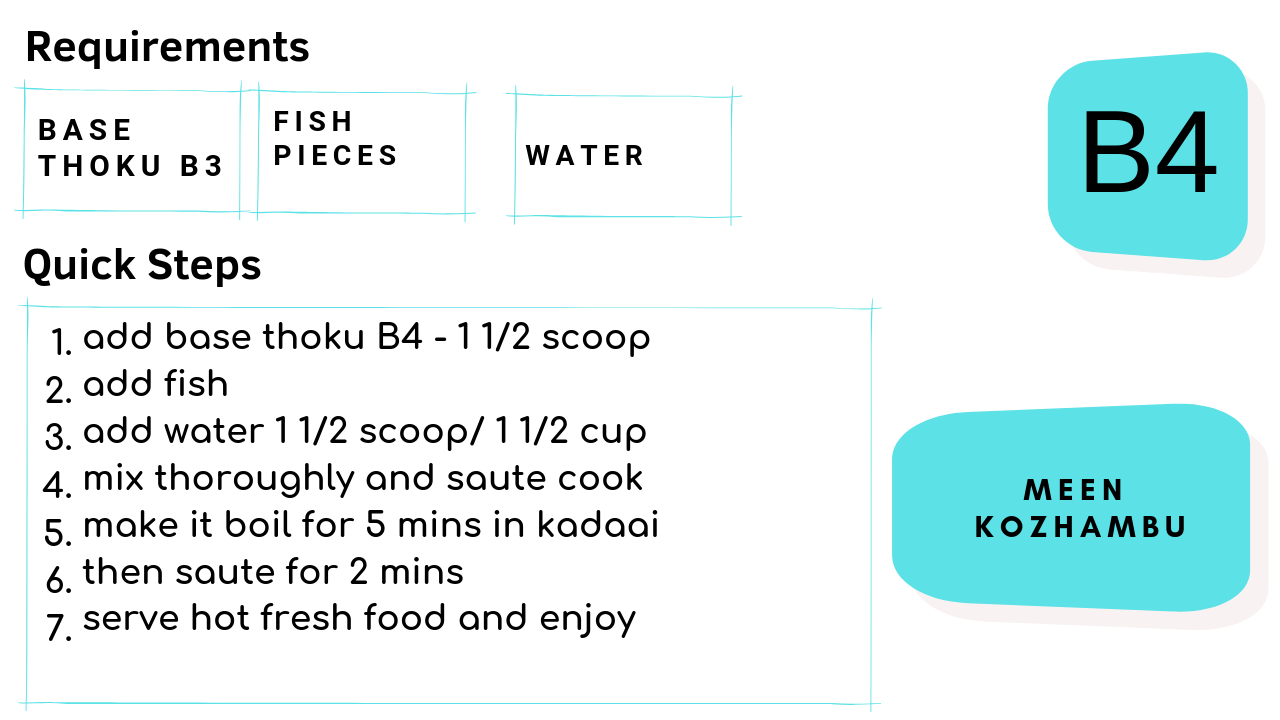 Requirements
BASE
THOKU B3
FISH
PIECES
WATER
B4
Quick Steps
1. add base thoku B4 - 1 1/2 scoop
2. add fish
3. add water 1 1/2 scoop/ 1 1/2 cup
4. mix thoroughly and saute cook
5. make it boil for 5 mins in kadaai
6. then saute for 2 mins
7. serve hot fresh food and enjoy
MEEN
KOZHAMBU